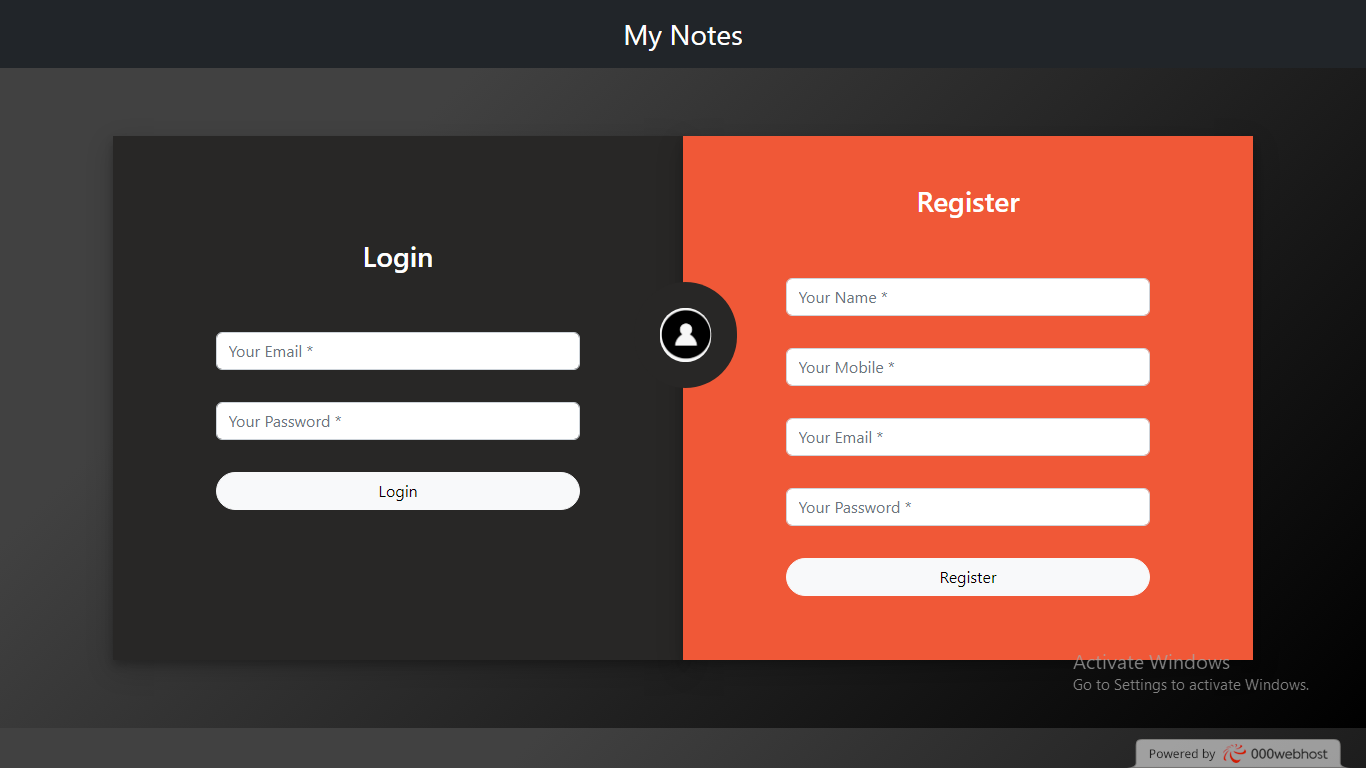 My Notes
Login
Your Email *
Your Password *
Login
Register
Your Name *
Your Mobile *
Your Email *
Your Password *
Register
Activate Windows
Go to Settings to activate Windows.
Powered by 000webhost